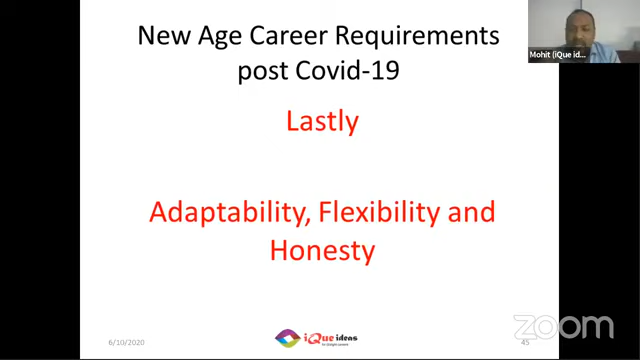 New Age Career Requirements
post Covid-19
Mohit (iQue id...
Lastly
Adaptability, Flexibility and
Honesty
6/10/2020
iQue ideas
45
zoom